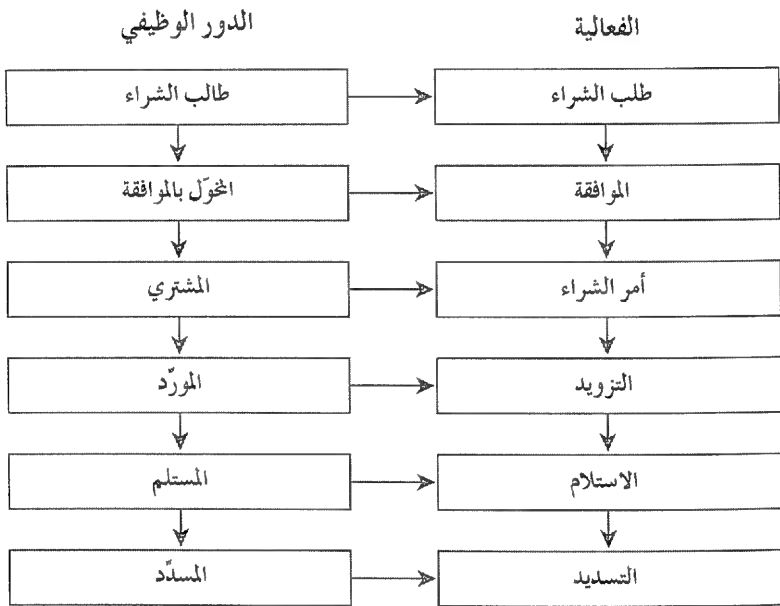 الفعالية
الدور الوظيفي
طلب الشراء
طالب الشراء
الموافقة
المخوّل بالموافقة
أمر الشراء
المشتري
التزويد
المورّد
الاستلام
المستلم
التسديد
المسدّد